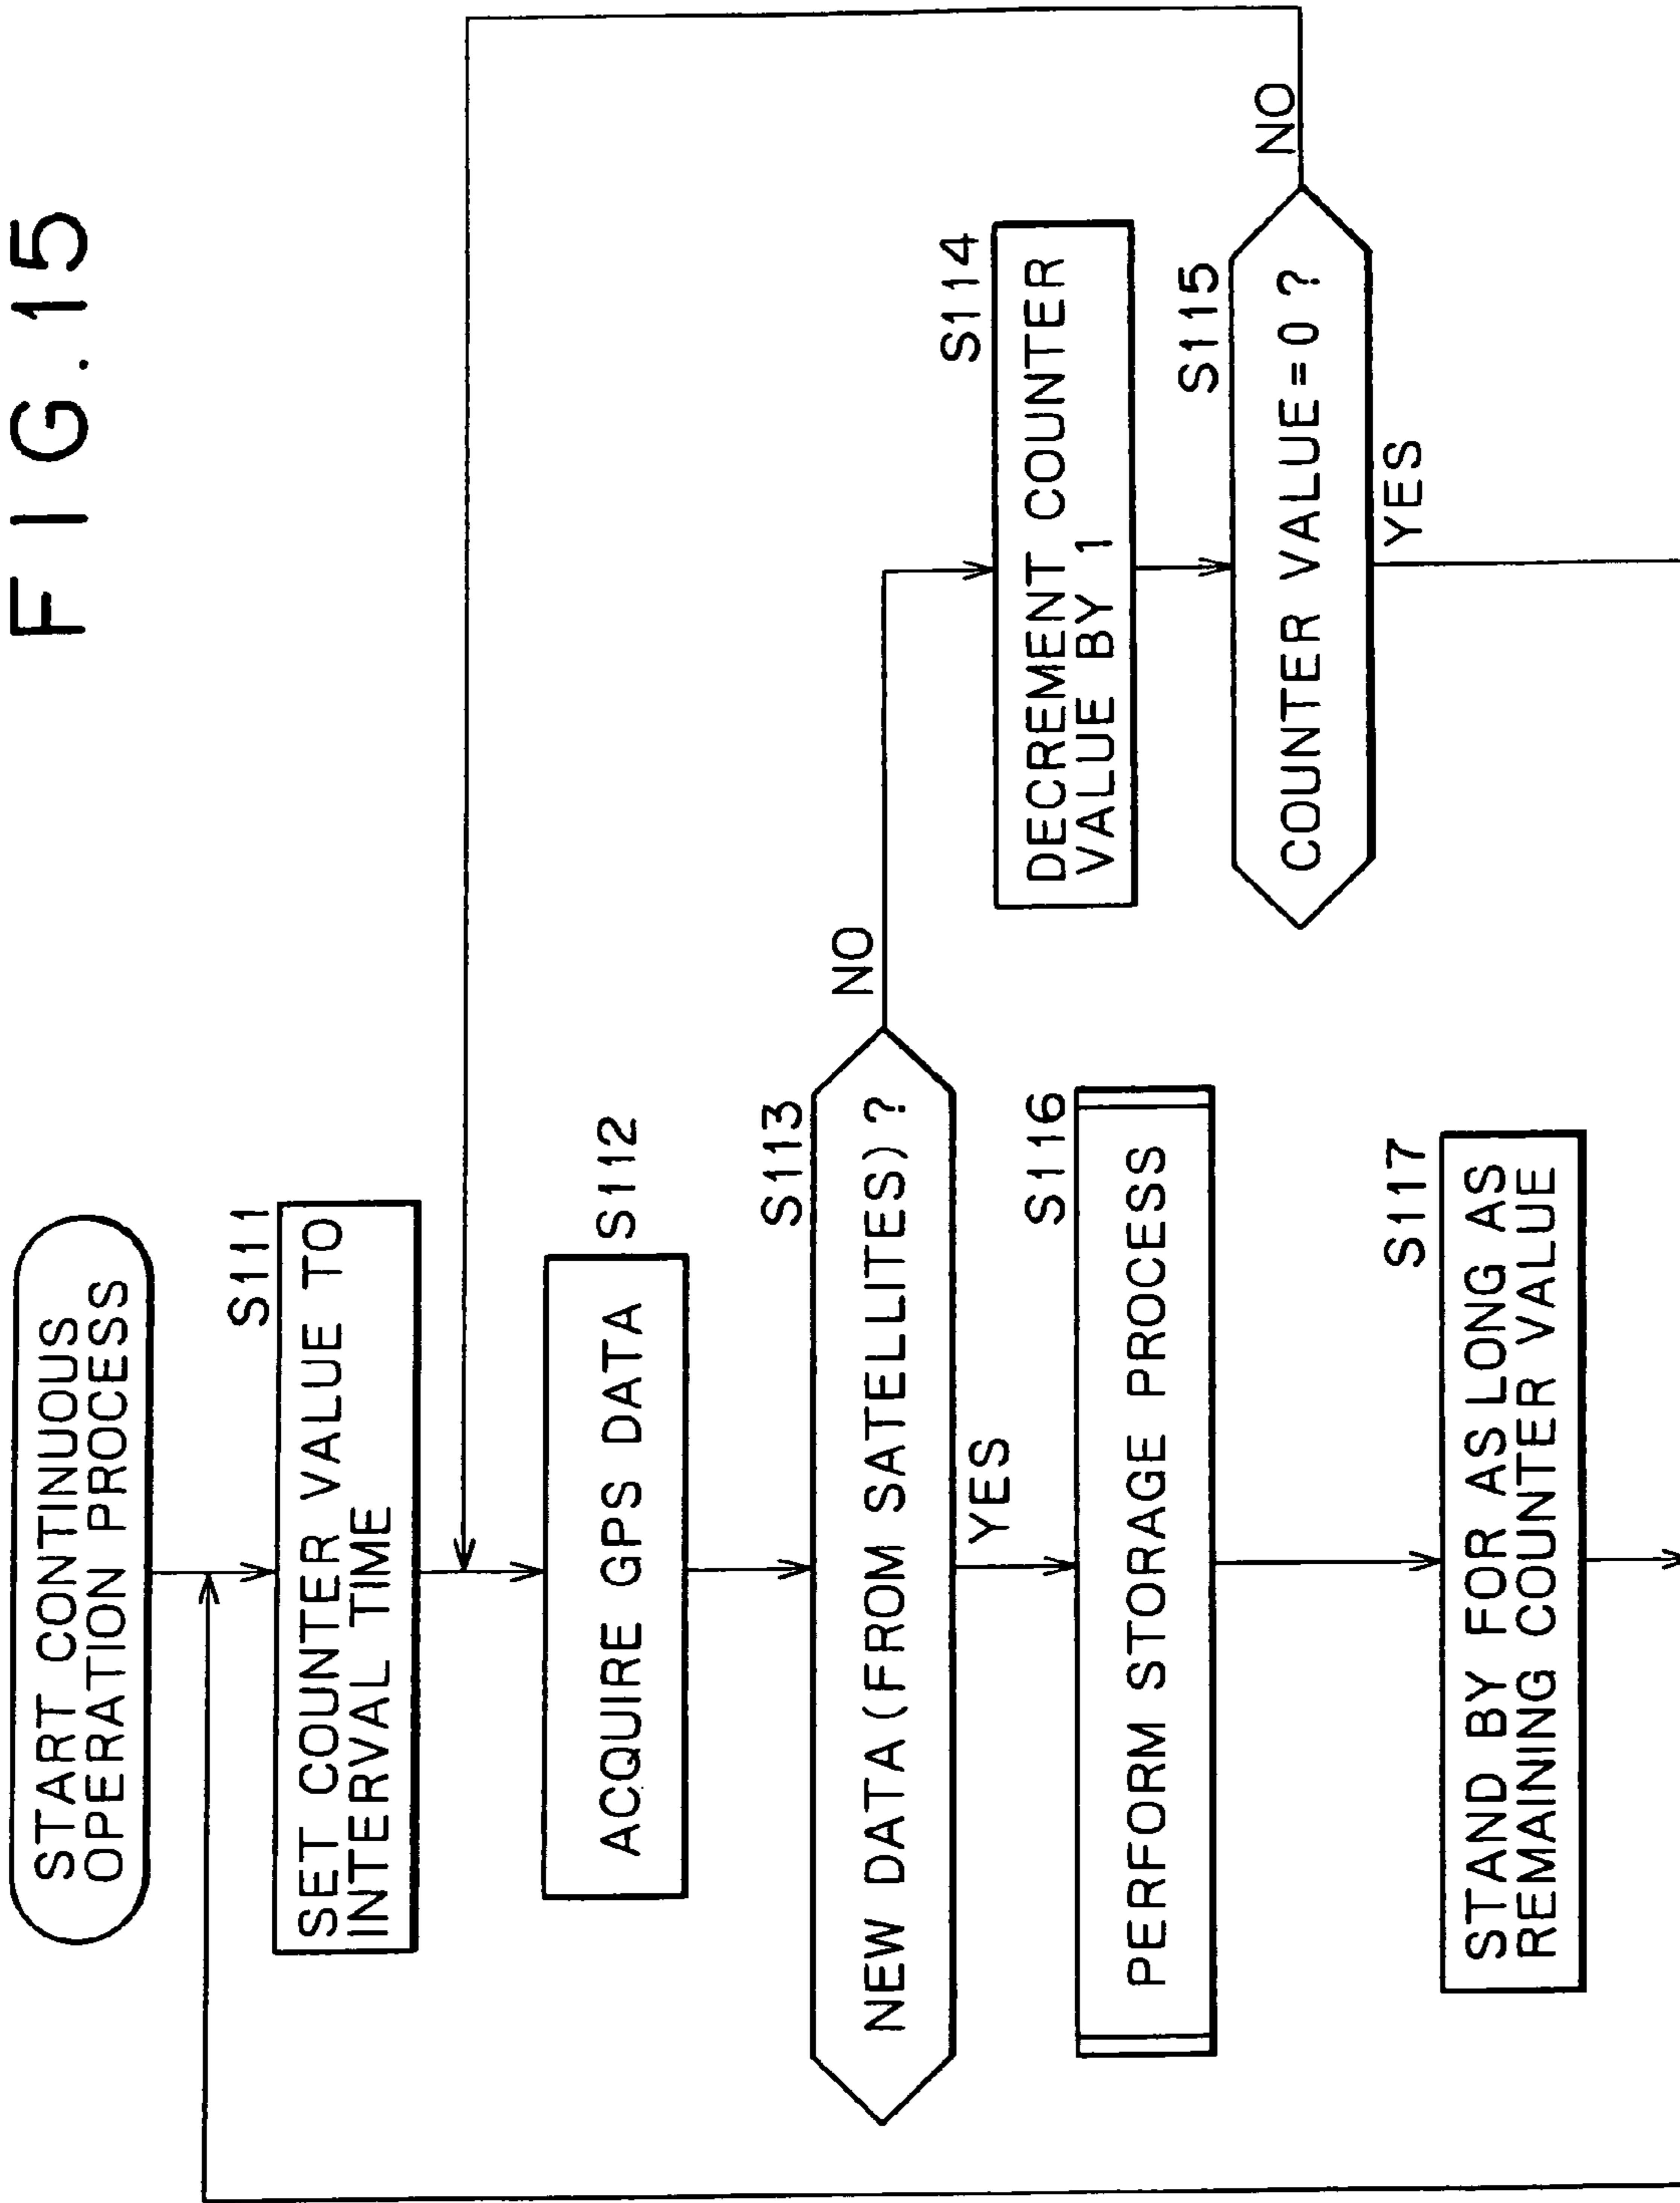 FIG.15
START CONTINUOUS
OPERATION PROCESS
S111
SET COUNTER VALUE TO
INTERVAL TIME
S112
ACQUIRE GPS DATA
S113
NEW DATA (FROM SATELLITES) ?
NO
YES
S114
DECREMENT COUNTER
VALUE BY 1
S115
COUNTER VALUE=0 ?
NO
YES
S116
PERFORM STORAGE PROCESS
S117
STAND BY FOR AS LONG AS
REMAINING COUNTER VALUE